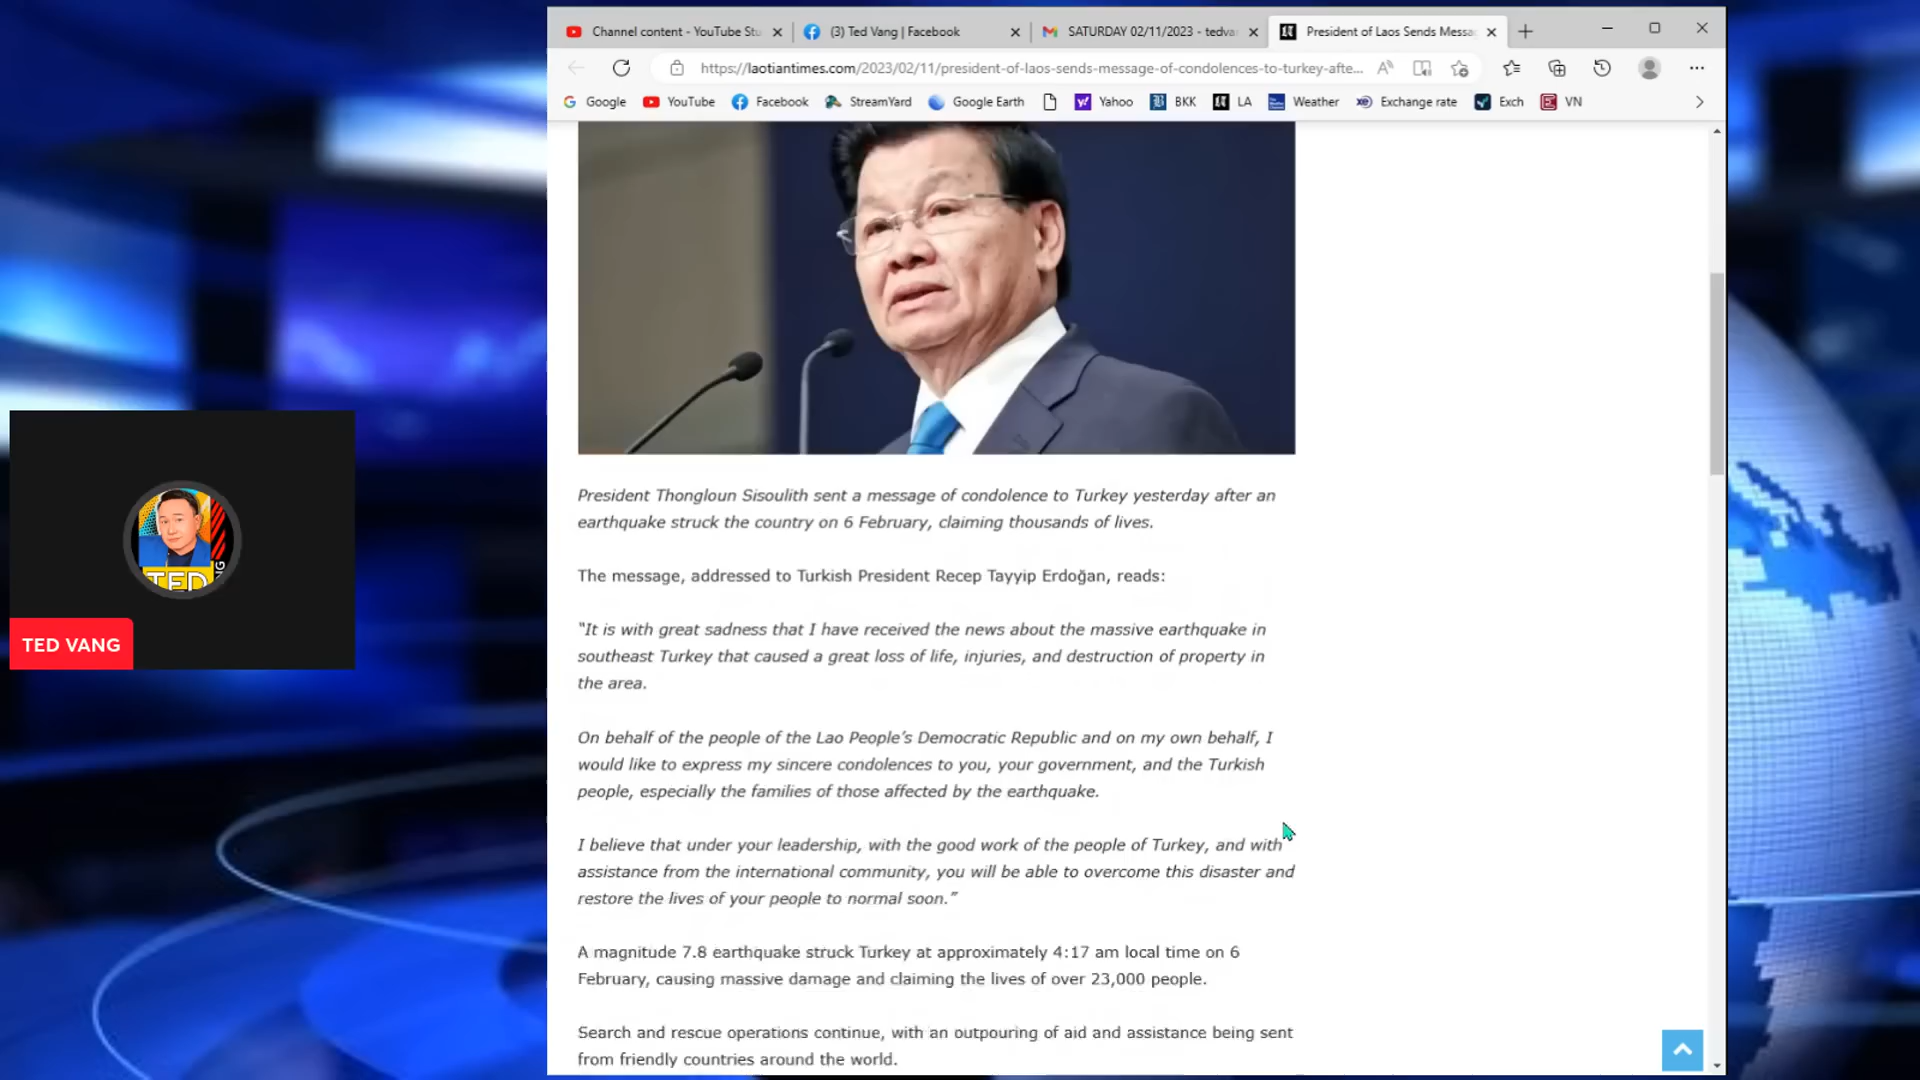 Channel content - YouTube Stu
(3) Ted Vang | Facebook
SATURDAY 02/11/2023 - tedva
President of Laos Sends Messa
https://laotiantimes.com/2023/02/11/president-of-laos-sends-message-of-condolences-to-turkey-afte...
Google
YouTube
Facebook
StreamYard
Google Earth
Yahoo
BKK
LA
Weather
Exchange rate
Exch
VN
President Thongloun Sisoulith sent a message of condolence to Turkey yesterday after an
earthquake struck the country on 6 February, claiming thousands of lives.
The message, addressed to Turkish President Recep Tayyip Erdoğan, reads:
“It is with great sadness that I have received the news about the massive earthquake in
southeast Turkey that caused a great loss of life, injuries, and destruction of property in
the area.
On behalf of the people of the Lao People’s Democratic Republic and on my own behalf, I
would like to express my sincere condolences to you, your government, and the Turkish
people, especially the families of those affected by the earthquake.
I believe that under your leadership, with the good work of the people of Turkey, and with
assistance from the international community, you will be able to overcome this disaster and
restore the lives of your people to normal soon.”
A magnitude 7.8 earthquake struck Turkey at approximately 4:17 am local time on 6
February, causing massive damage and claiming the lives of over 23,000 people.
Search and rescue operations continue, with an outpouring of aid and assistance being sent
from friendly countries around the world.
TED
TED VANG